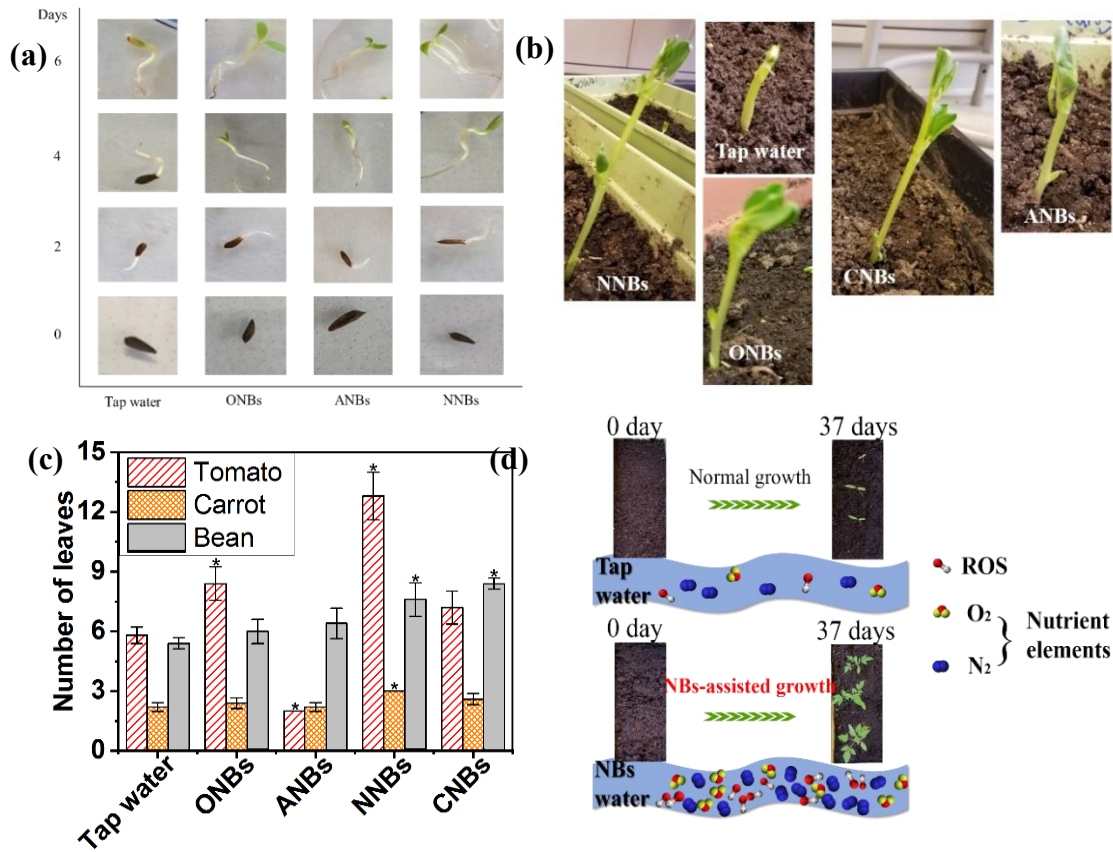 (a)
Days
6
4
2
0
Tap water
ONBs
ANBs
NNBs
(b)
NNBs
Tap water
ONBs
CNBs
ANBs
(c)
Number of leaves
15
12
9
6
3
0
Tomato
Carrot
Bean
*
*
*
*
*
*
Tap water
ONBs
ANBs
NNBs
CNBs
(d)
0 day
37 days
Normal growth
Tap
water
0 day
37 days
NBs-assisted growth
NBs
water
ROS
O2
N2
Nutrient
elements